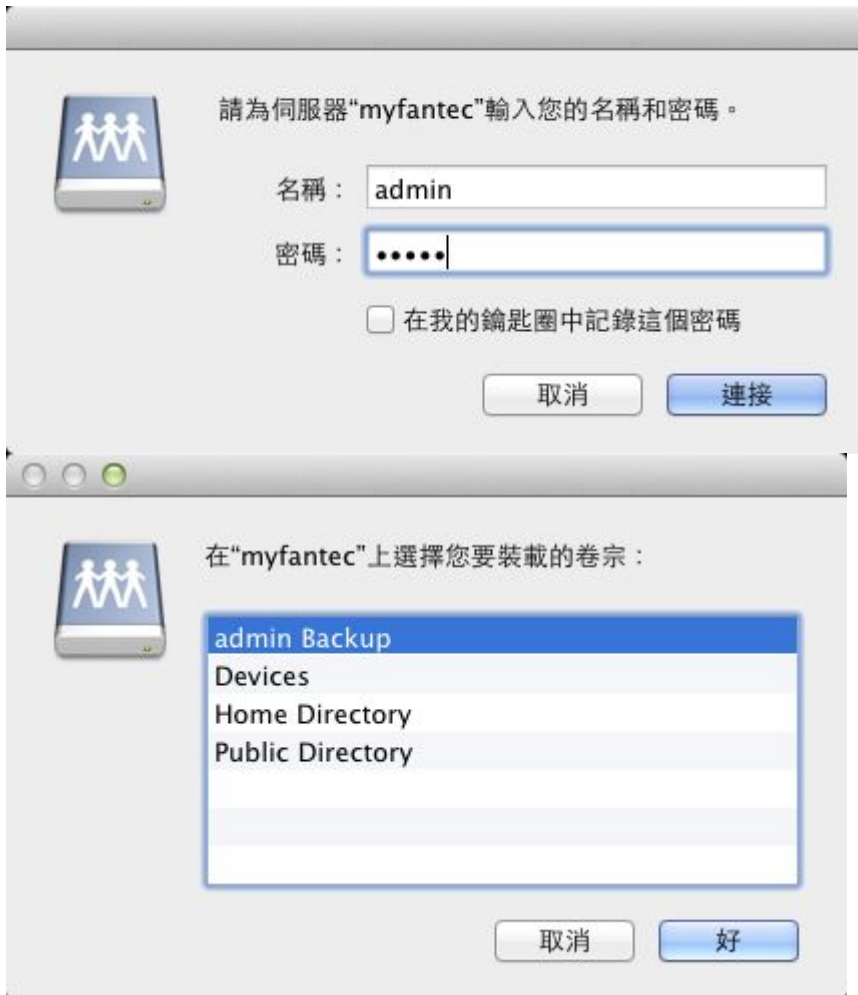 請為伺服器“myfantec”輸入您的名稱和密碼。
名稱： admin
密碼： •••••
在我的鑰匙圈中記錄這個密碼
取消 連接
在“myfantec”上選擇您要裝載的卷宗：
admin Backup
Devices
Home Directory
Public Directory
取消 好